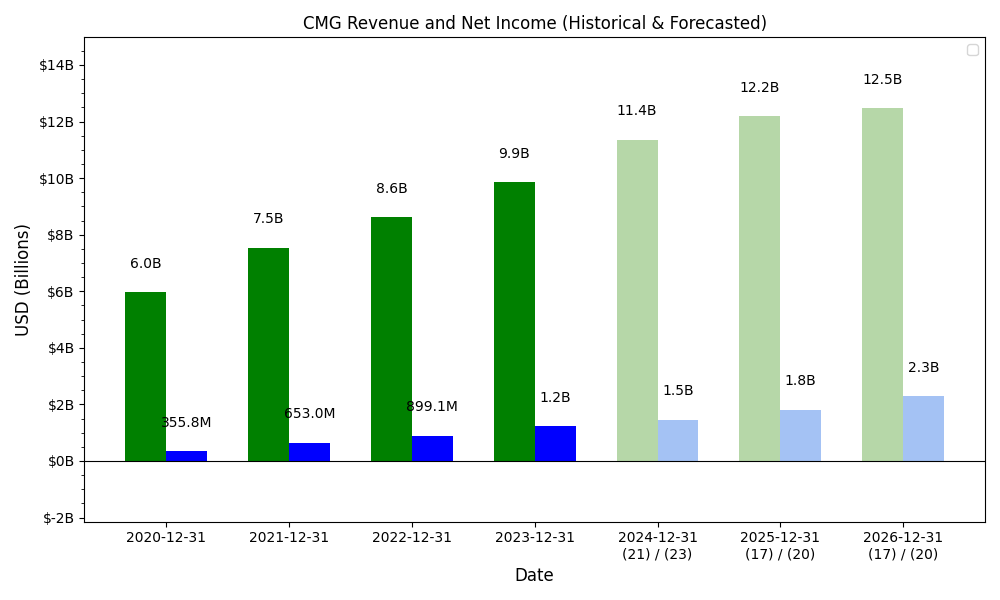 CMG Revenue and Net Income (Historical & Forecasted)
USD (Billions)
$14B
$12B
$10B
$8B
$6B
$4B
$2B
$0B
$-2B
6.0B
355.8M
7.5B
653.0M
8.6B
899.1M
9.9B
1.2B
11.4B
1.5B
12.2B
1.8B
12.5B
2.3B
2020-12-31
2021-12-31
2022-12-31
2023-12-31
2024-12-31
(21) / (23)
2025-12-31
(17) / (20)
2026-12-31
(17) / (20)
Date